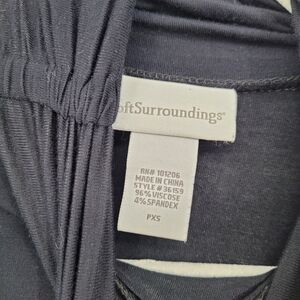 oftSurroundings®
RN# 101206
MADE IN CHINA
STYLE # 36159
96% VISCOSE
4% SPANDEX
PXS